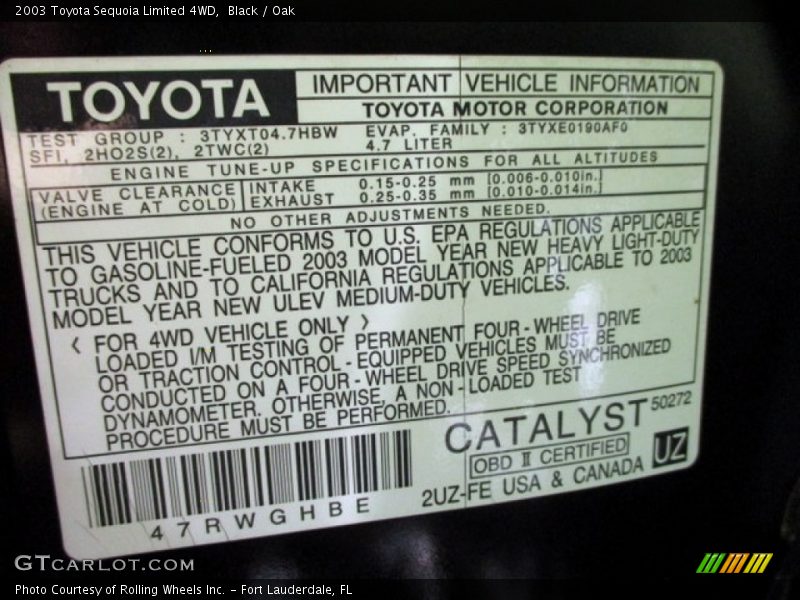 2003 Toyota Sequoia Limited 4WD, Black / Oak
TOYOTA
IMPORTANT VEHICLE INFORMATION
TOYOTA MOTOR CORPORATION
TEST GROUP : 3TYXT04.7HBW EVAP. FAMILY : 3TYXE0190AF0
SFI, 2HO2S(2), 2TWC(2) 4.7 LITER
ENGINE TUNE-UP SPECIFICATIONS FOR ALL ALTITUDES
VALVE CLEARANCE INTAKE 0.15-0.25 mm [0.006-0.010in.]
(ENGINE AT COLD) EXHAUST 0.25-0.35 mm [0.010-0.014in.]
NO OTHER ADJUSTMENTS NEEDED.
THIS VEHICLE CONFORMS TO U.S. EPA REGULATIONS APPLICABLE
TO GASOLINE-FUELED 2003 MODEL YEAR NEW HEAVY LIGHT-DUTY
TRUCKS AND TO CALIFORNIA REGULATIONS APPLICABLE TO 2003
MODEL YEAR NEW ULEV MEDIUM-DUTY VEHICLES.
〈 FOR 4WD VEHICLE ONLY 〉
LOADED I/M TESTING OF PERMANENT FOUR-WHEEL DRIVE
OR TRACTION CONTROL-EQUIPPED VEHICLES MUST BE
CONDUCTED ON A FOUR-WHEEL DRIVE SPEED SYNCHRONIZED
DYNAMOMETER. OTHERWISE, A NON-LOADED TEST
PROCEDURE MUST BE PERFORMED.
CATALYST 50272
OBD II CERTIFIED UZ
2UZ-FE USA & CANADA
47RWGHBE
GTCARLOT.COM
Photo Courtesy of Rolling Wheels Inc. – Fort Lauderdale, FL